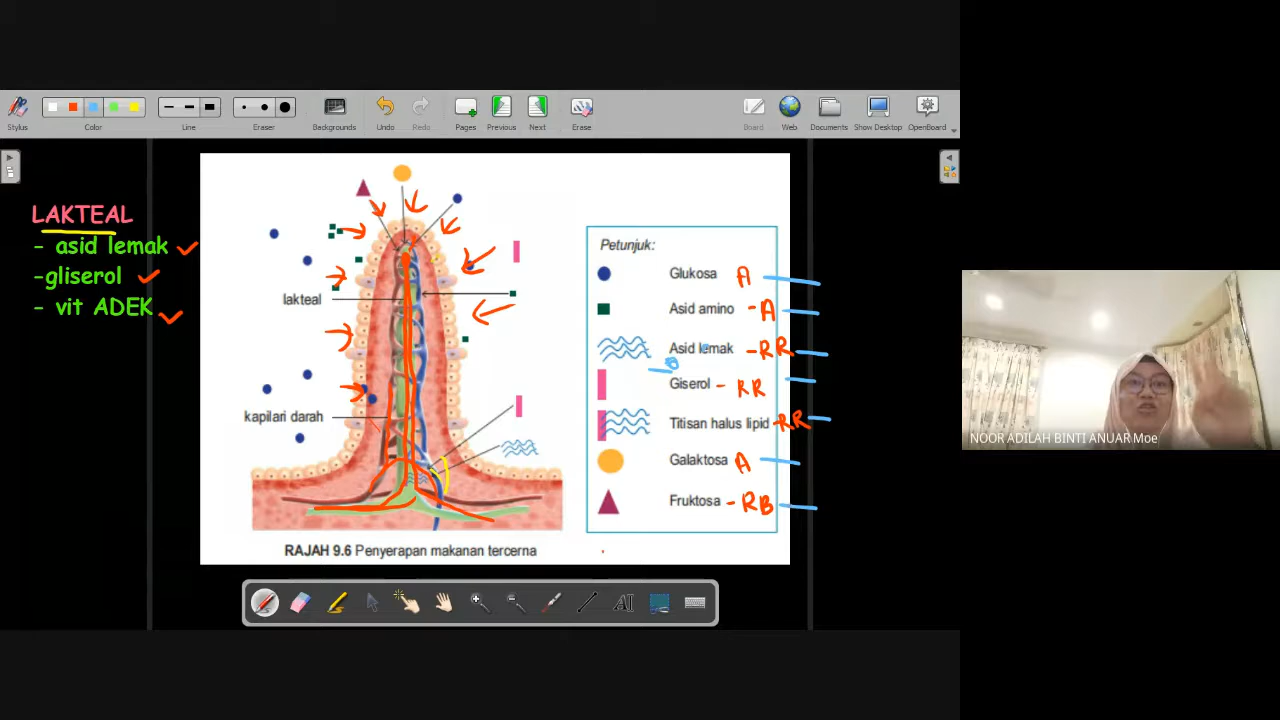 Stylus
Color
Line
Eraser
Backgrounds
Undo
Redo
Pages
Previous
Next
Erase
Board
Web
Documents
Show Desktop
OpenBoard
LAKTEAL
- asid lemak
-gliserol
- vit ADEK
lakteal
kapilari darah
Petunjuk:
Glukosa A
Asid amino -A
Asid lemak -RR
Giserol - RR
Titisan halus lipid -RR
Galaktosa A
Fruktosa -RB
RAJAH 9.6 Penyerapan makanan tercerna
AI
NOOR ADILAH BINTI ANUAR Moe